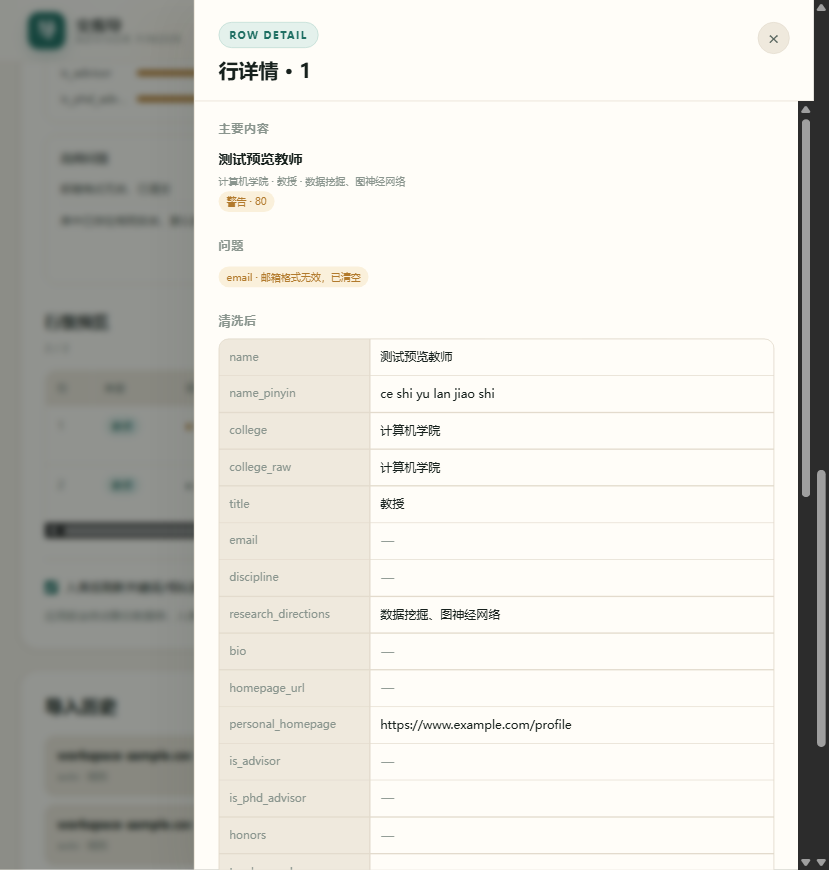 ROW DETAIL
行详情 • 1
×
主要内容
测试预览教师
计算机学院 · 教授 · 数据挖掘、图神经网络
警告 · 80
问题
email · 邮箱格式无效，已清空
清洗后
name 测试预览教师
name_pinyin ce shi yu lan jiao shi
college 计算机学院
college_raw 计算机学院
title 教授
email —
discipline —
research_directions 数据挖掘、图神经网络
bio —
homepage_url —
personal_homepage https://www.example.com/profile
is_advisor —
is_phd_advisor —
honors —
导入历史